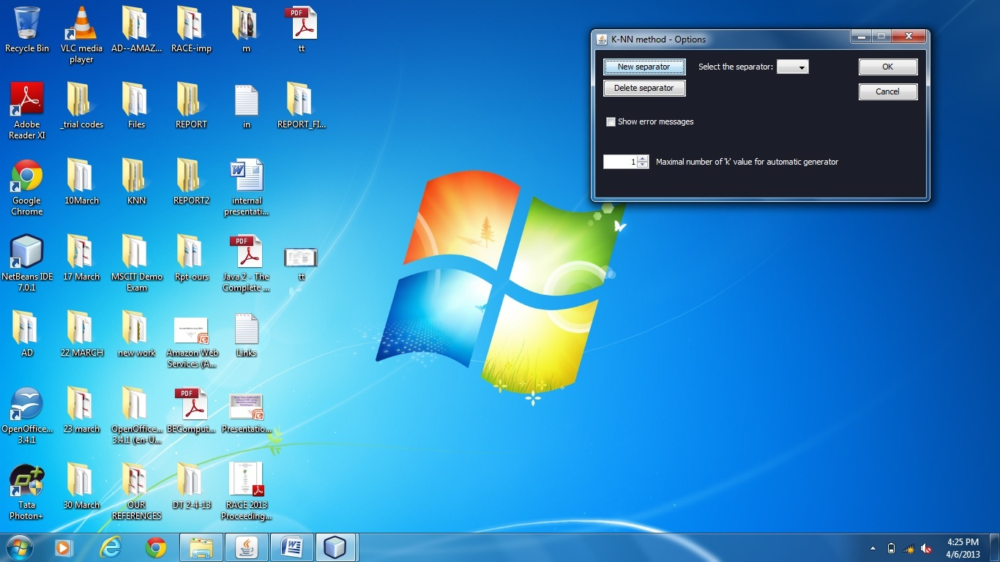 Recycle Bin
VLC media
player
AD--AMAZ...
RACE-imp
m
PDF
tt
Adobe
Reader XI
_trial codes
Files
REPORT
in
REPORT_FI...
Google
Chrome
10March
KNN
REPORT2
internal
presentati...
NetBeans IDE
7.0.1
17 March
MSCIT Demo
Exam
Rpt-ours
PDF
Java 2 - The
Complete ...
tt
AD
22 MARCH
new work
Amazon Web
Services (A...
Links
OpenOffice...
3.4.1
23 march
OpenOffice...
3.4.1 (en-U...
PDF
BEComput...
Presentatio...
Tata
Photon+
30 March
OUR
REFERENCES
DT 2-4-13
RACE 2013
Proceeding...
K-NN method - Options
New separator
Select the separator:
OK
Delete separator
Cancel
Show error messages
1
Maximal number of 'k' value for automatic generator
4:25 PM
4/6/2013